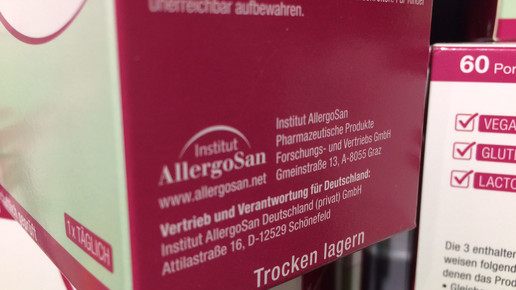 unerreichbar aufbewahren.
Institut
AllergoSan
www.allergosan.net
Institut AllergoSan
Pharmazeutische Produkte
Forschungs- und Vertriebs GmbH
Gmeinstraße 13, A-8055 Graz
Vertrieb und Verantwortung für Deutschland:
Institut AllergoSan Deutschland (privat) GmbH
Attilastraße 16, D-12529 Schönefeld
Trocken lagern
1x TÄGLICH
60 Por
VEGA
GLUT
LACTO
Die 3 enthalten
weisen folgend
denen das Prod